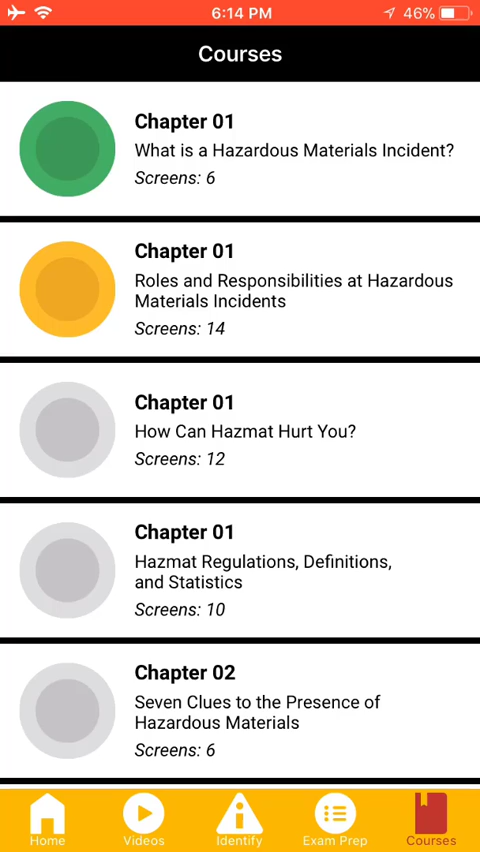 6:14 PM
46%
Courses
Chapter 01
What is a Hazardous Materials Incident?
Screens: 6
Chapter 01
Roles and Responsibilities at Hazardous
Materials Incidents
Screens: 14
Chapter 01
How Can Hazmat Hurt You?
Screens: 12
Chapter 01
Hazmat Regulations, Definitions,
and Statistics
Screens: 10
Chapter 02
Seven Clues to the Presence of
Hazardous Materials
Screens: 6
Home
Videos
Identify
Exam Prep
Courses